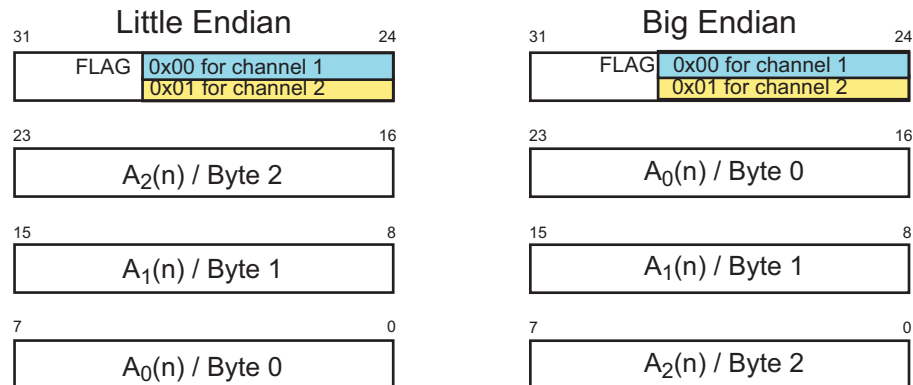 Little Endian
31 24
FLAG 0x00 for channel 1
0x01 for channel 2
23 16
A2(n) / Byte 2
15 8
A1(n) / Byte 1
7 0
A0(n) / Byte 0
Big Endian
31 24
FLAG 0x00 for channel 1
0x01 for channel 2
23 16
A0(n) / Byte 0
15 8
A1(n) / Byte 1
7 0
A2(n) / Byte 2